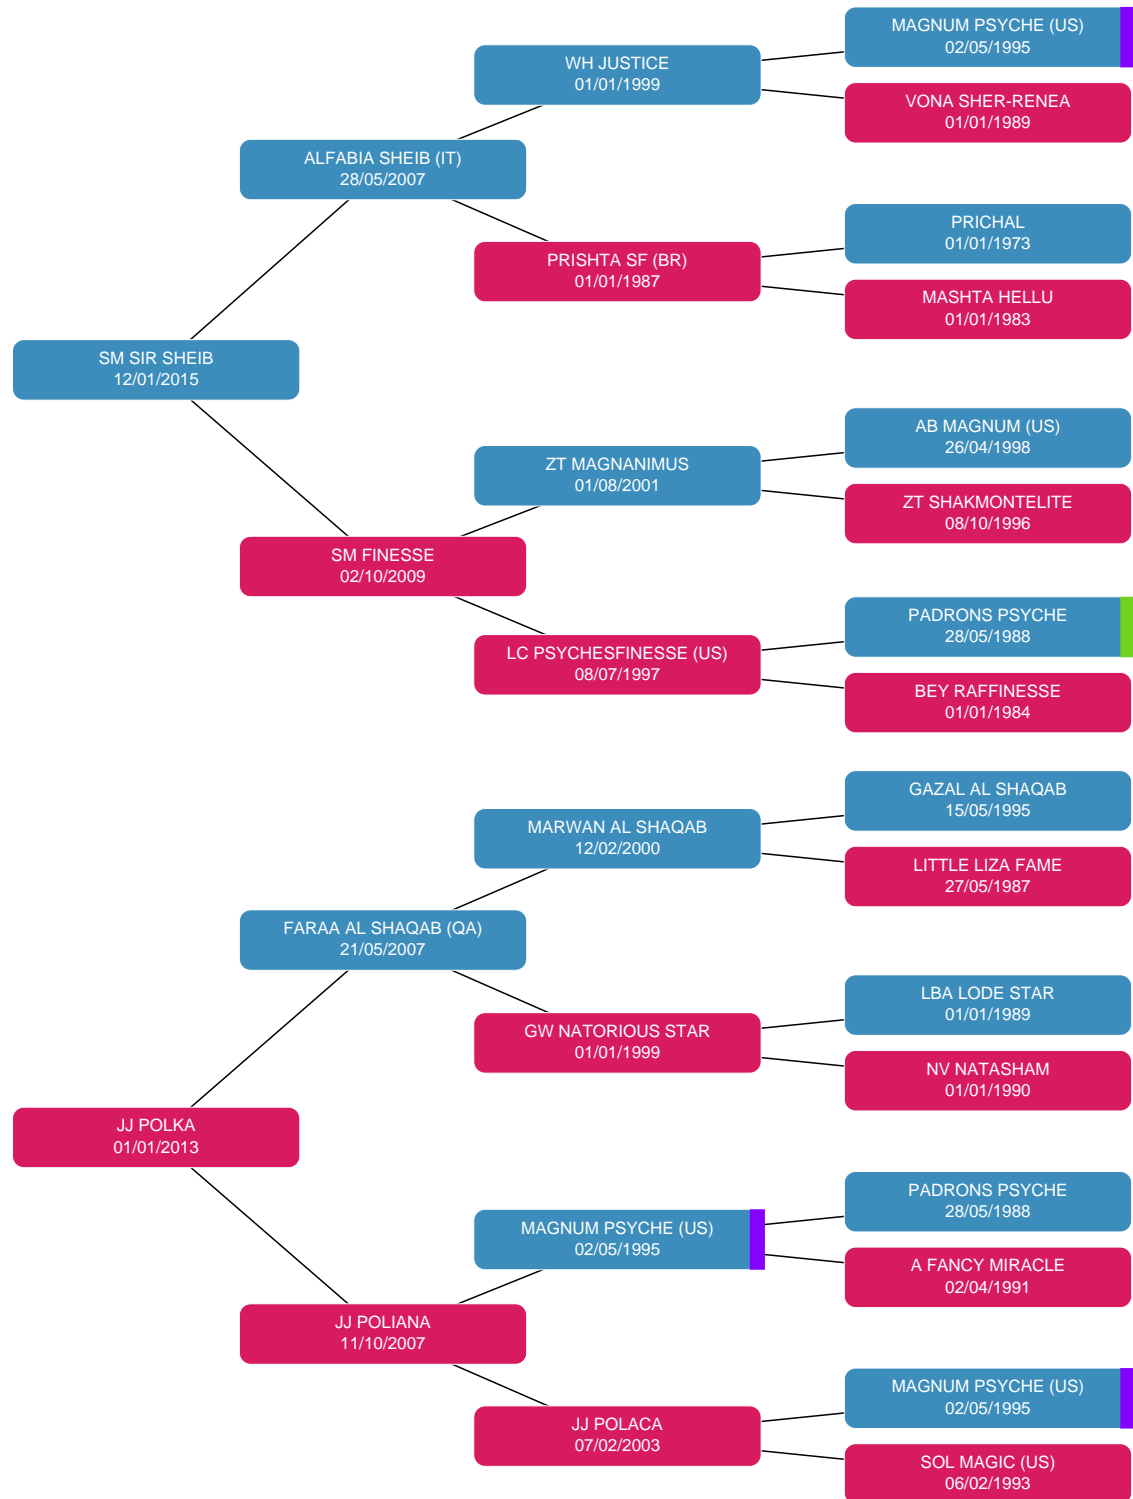 MAGNUM PSYCHE (US)
02/05/1995
WH JUSTICE
01/01/1999
VONA SHER-RENEA
01/01/1989
ALFABIA SHEIB (IT)
28/05/2007
PRICHAL
01/01/1973
PRISHTA SF (BR)
01/01/1987
MASHTA HELLU
01/01/1983
SM SIR SHEIB
12/01/2015
AB MAGNUM (US)
26/04/1998
ZT MAGNANIMUS
01/08/2001
ZT SHAKMONTELITE
08/10/1996
SM FINESSE
02/10/2009
PADRONS PSYCHE
28/05/1988
LC PSYCHESFINESSE (US)
08/07/1997
BEY RAFFINESSE
01/01/1984
GAZAL AL SHAQAB
15/05/1995
MARWAN AL SHAQAB
12/02/2000
LITTLE LIZA FAME
27/05/1987
FARAA AL SHAQAB (QA)
21/05/2007
LBA LODE STAR
01/01/1989
GW NATORIOUS STAR
01/01/1999
NV NATASHAM
01/01/1990
JJ POLKA
01/01/2013
PADRONS PSYCHE
28/05/1988
MAGNUM PSYCHE (US)
02/05/1995
A FANCY MIRACLE
02/04/1991
JJ POLIANA
11/10/2007
MAGNUM PSYCHE (US)
02/05/1995
JJ POLACA
07/02/2003
SOL MAGIC (US)
06/02/1993